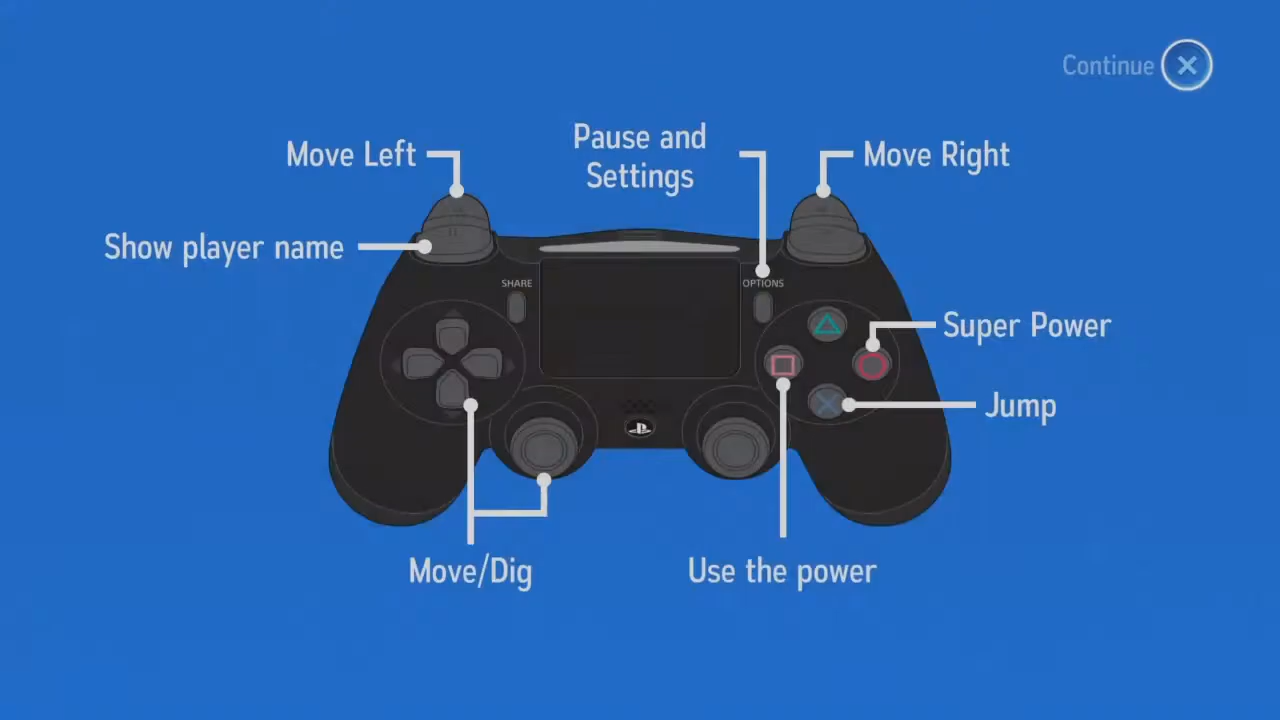 Continue
Pause and
Settings
Move Left
Move Right
Show player name
SHARE
OPTIONS
Super Power
Jump
Move/Dig
Use the power